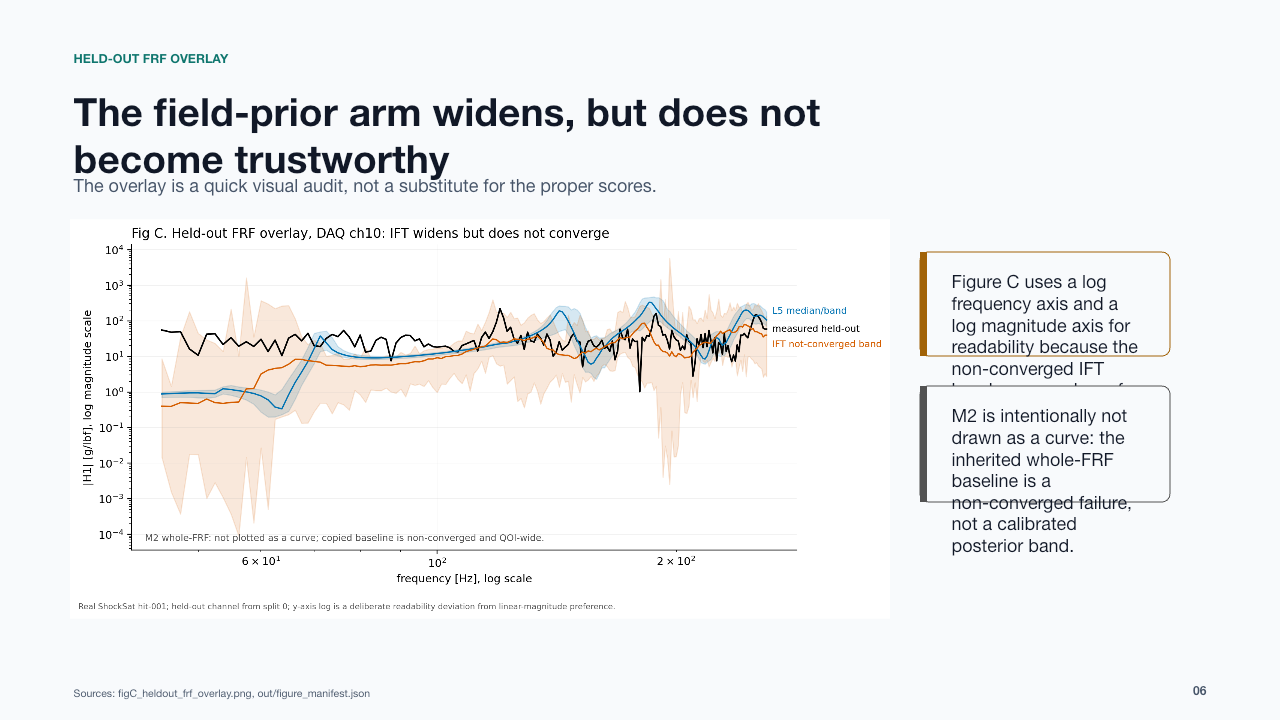 HELD-OUT FRF OVERLAY
The field-prior arm widens, but does not
become trustworthy
The overlay is a quick visual audit, not a substitute for the proper scores.
Fig C. Held-out FRF overlay, DAQ ch10: IFT widens but does not converge
|H1| [g/lbf], log magnitude scale
10⁴
10³
10²
10¹
10⁰
10⁻¹
10⁻²
10⁻³
10⁻⁴
L5 median/band
measured held-out
IFT not-converged band
M2 whole-FRF: not plotted as a curve; copied baseline is non-converged and QOI-wide.
6 × 10¹
10²
2 × 10²
frequency [Hz], log scale
Real ShockSat hit-001; held-out channel from split 0; y-axis log is a deliberate readability deviation from linear-magnitude preference.
Figure C uses a log
frequency axis and a
log magnitude axis for
readability because the
non-converged IFT
M2 is intentionally not
drawn as a curve: the
inherited whole-FRF
baseline is a
non-converged failure,
not a calibrated
posterior band.
Sources: figC_heldout_frf_overlay.png, out/figure_manifest.json
06